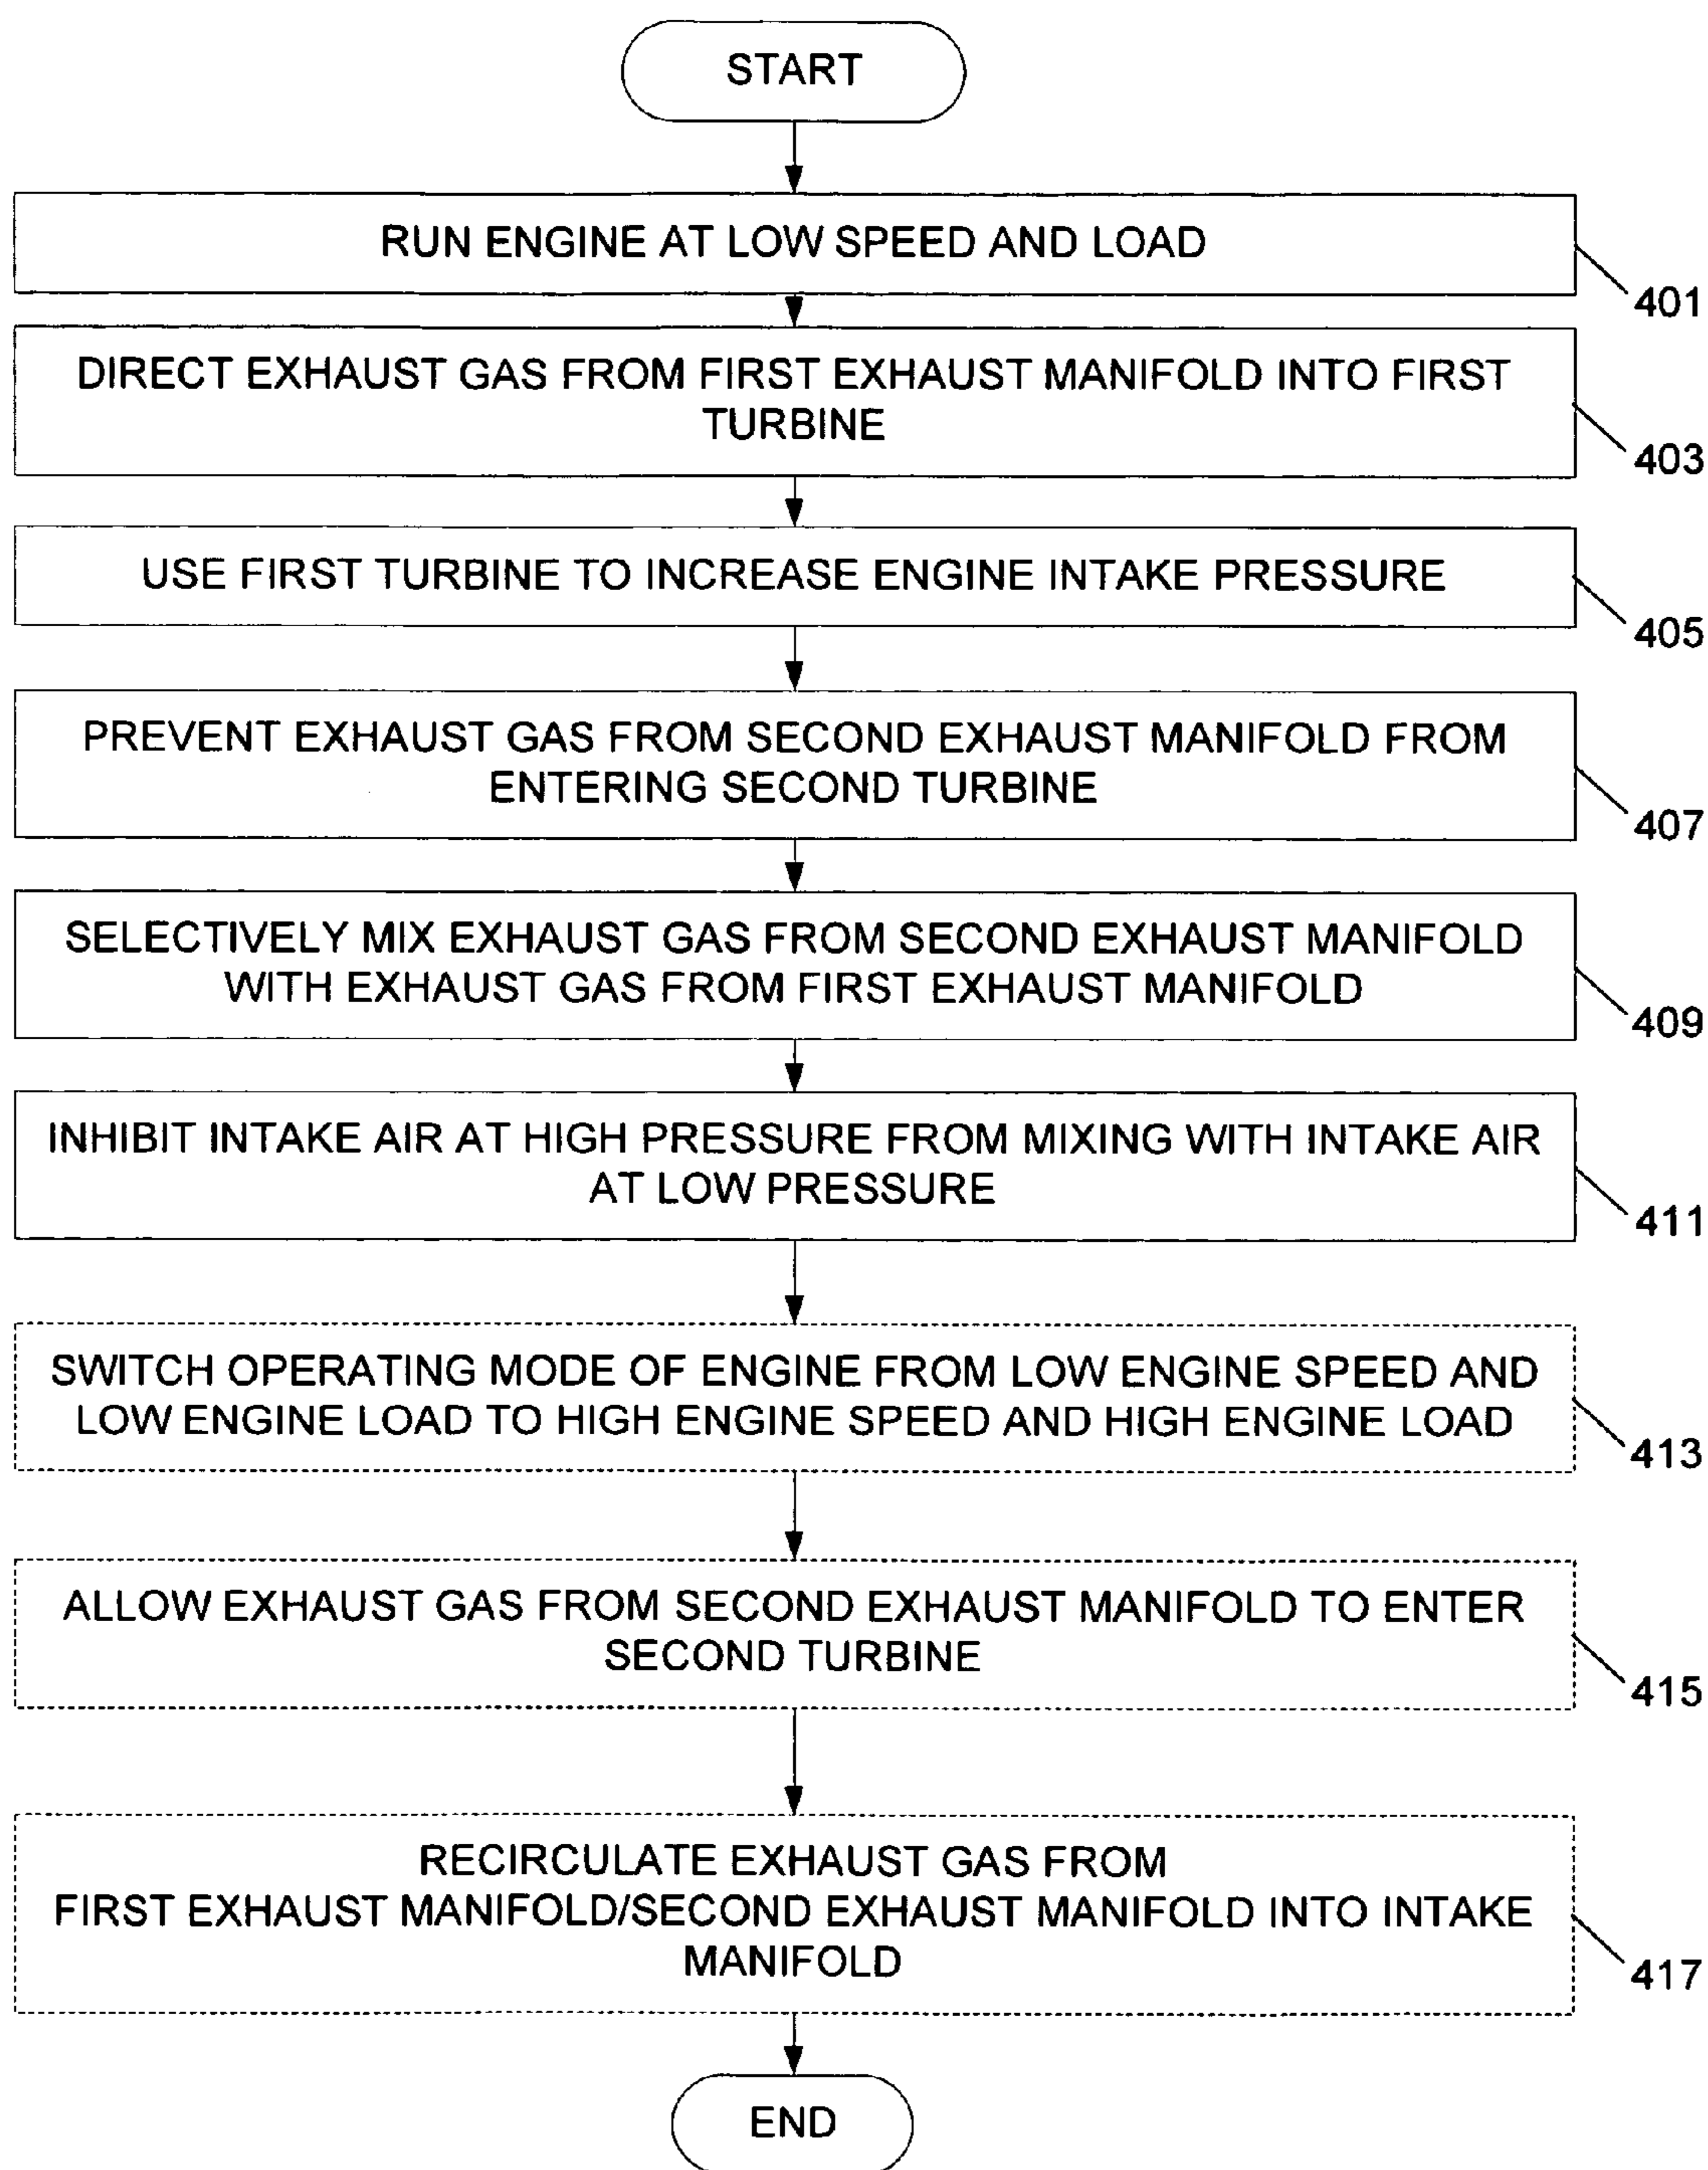 START
RUN ENGINE AT LOW SPEED AND LOAD
401
DIRECT EXHAUST GAS FROM FIRST EXHAUST MANIFOLD INTO FIRST
TURBINE
403
USE FIRST TURBINE TO INCREASE ENGINE INTAKE PRESSURE
405
PREVENT EXHAUST GAS FROM SECOND EXHAUST MANIFOLD FROM
ENTERING SECOND TURBINE
407
SELECTIVELY MIX EXHAUST GAS FROM SECOND EXHAUST MANIFOLD
WITH EXHAUST GAS FROM FIRST EXHAUST MANIFOLD
409
INHIBIT INTAKE AIR AT HIGH PRESSURE FROM MIXING WITH INTAKE AIR
AT LOW PRESSURE
411
SWITCH OPERATING MODE OF ENGINE FROM LOW ENGINE SPEED AND
LOW ENGINE LOAD TO HIGH ENGINE SPEED AND HIGH ENGINE LOAD
413
ALLOW EXHAUST GAS FROM SECOND EXHAUST MANIFOLD TO ENTER
SECOND TURBINE
415
RECIRCULATE EXHAUST GAS FROM
FIRST EXHAUST MANIFOLD/SECOND EXHAUST MANIFOLD INTO INTAKE
MANIFOLD
417
END